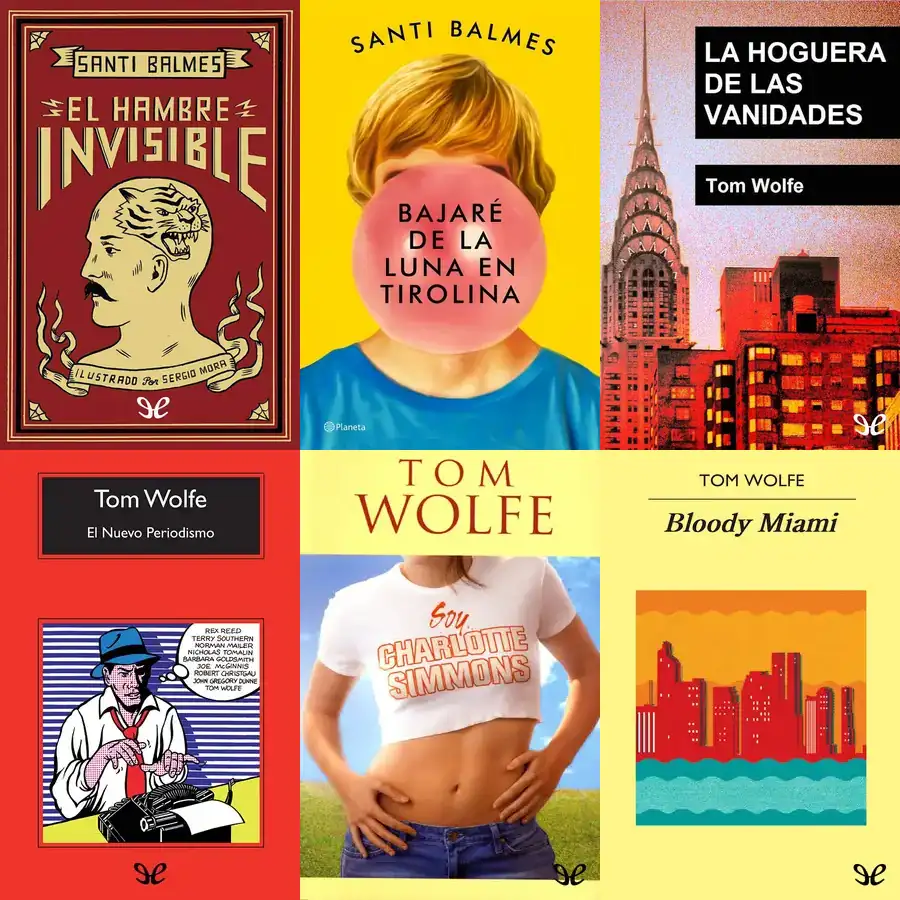 SANTI BALMES
EL HAMBRE
INVISIBLE
ILUSTRADO Por SERGIO MORA
SANTI BALMES
BAJARÉ
DE LA
LUNA EN
TIROLINA
Planeta
LA HOGUERA
DE LAS
VANIDADES
Tom Wolfe
Tom Wolfe
El Nuevo Periodismo
REX REED
TERRY SOUTHERN
NORMAN MAILER
NICHOLAS TOMALIN
BARBARA GOLDSMITH
JOE McGINNIS
ROBERT CHRISTGAU
JOHN GREGORY DUNNE
TOM WOLFE
TOM
WOLFE
Soy
CHARLOTTE
SIMMONS
TOM WOLFE
Bloody Miami